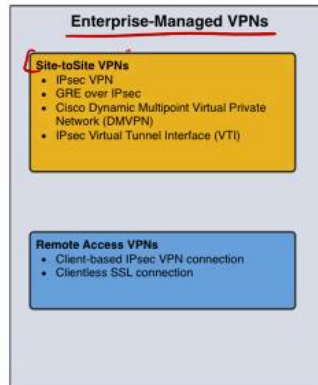 Enterprise-Managed VPNs
Site-toSite VPNs
• IPsec VPN
• GRE over IPsec
• Cisco Dynamic Multipoint Virtual Private
Network (DMVPN)
• IPsec Virtual Tunnel Interface (VTI)
Remote Access VPNs
• Client-based IPsec VPN connection
• Clientless SSL connection